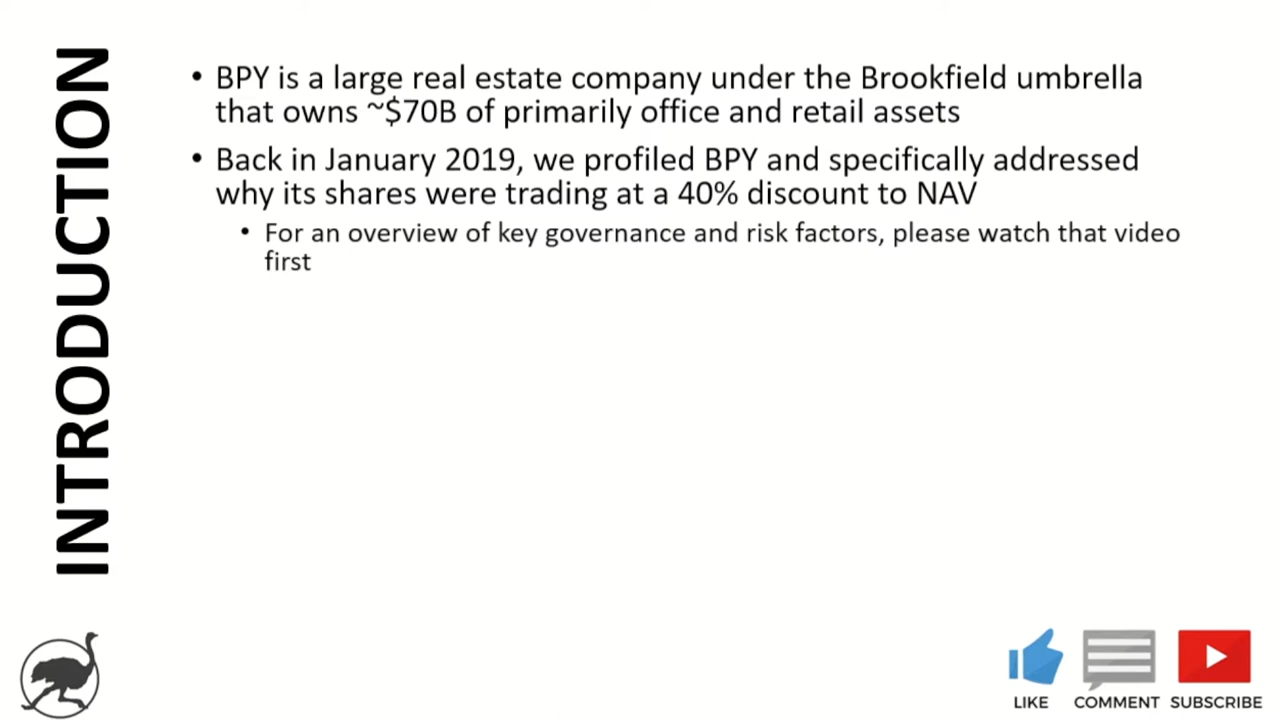 INTRODUCTION
• BPY is a large real estate company under the Brookfield umbrella
that owns ~$70B of primarily office and retail assets
• Back in January 2019, we profiled BPY and specifically addressed
why its shares were trading at a 40% discount to NAV
• For an overview of key governance and risk factors, please watch that video
first
LIKE COMMENT SUBSCRIBE